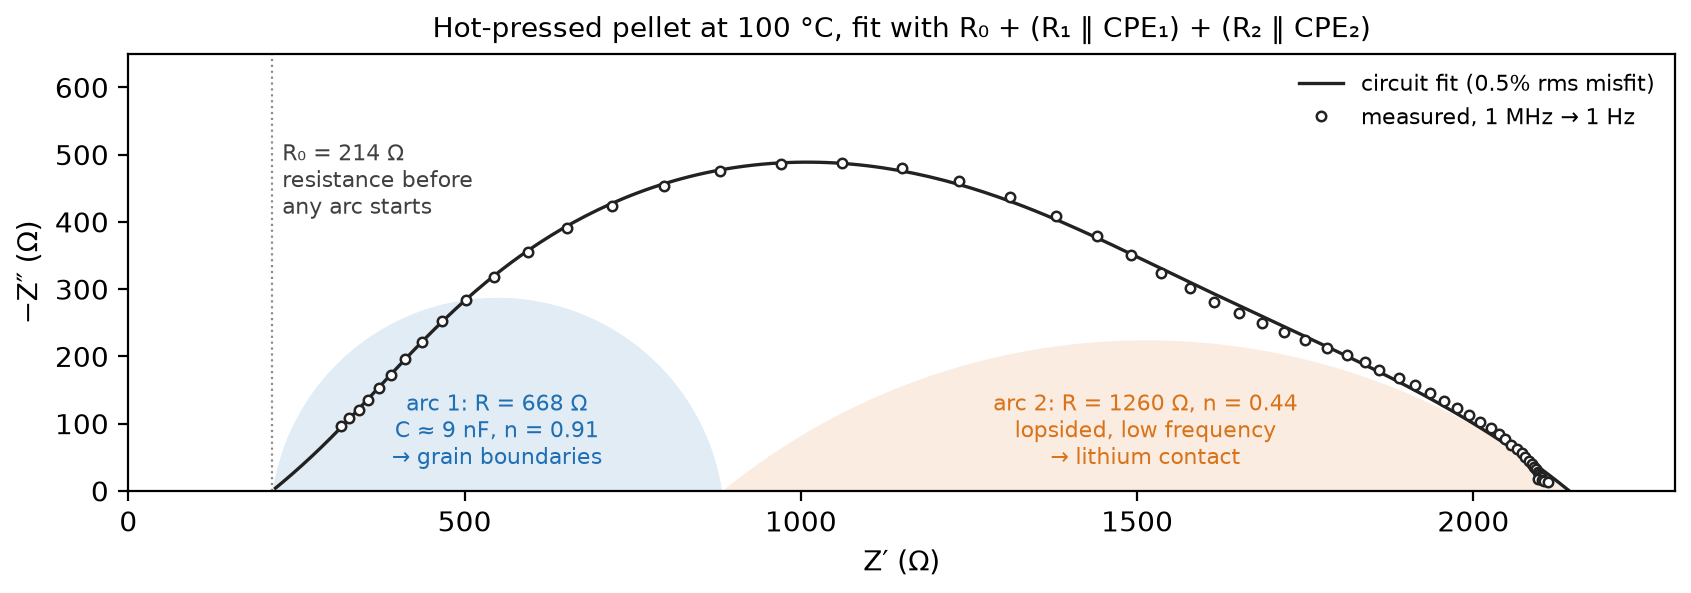 Hot-pressed pellet at 100 °C, fit with R₀ + (R₁ ∥ CPE₁) + (R₂ ∥ CPE₂)
circuit fit (0.5% rms misfit)
measured, 1 MHz → 1 Hz
R₀ = 214 Ω
resistance before
any arc starts
arc 1: R = 668 Ω
C ≈ 9 nF, n = 0.91
→ grain boundaries
arc 2: R = 1260 Ω, n = 0.44
lopsided, low frequency
→ lithium contact
−Z″ (Ω)
600
500
400
300
200
100
0
0 500 1000 1500 2000
Z′ (Ω)